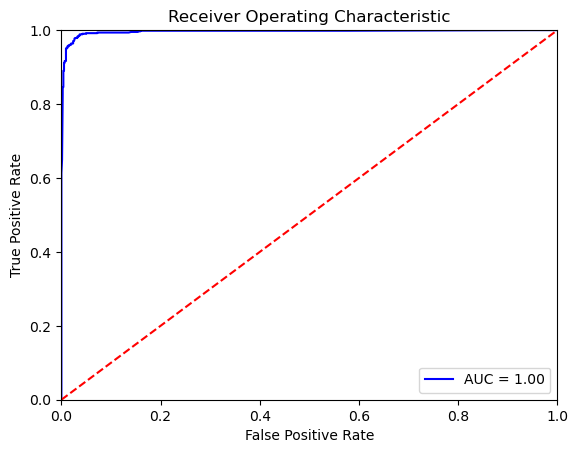 Receiver Operating Characteristic
1.0
0.8
0.6
0.4
0.2
0.0
True Positive Rate
AUC = 1.00
0.0 0.2 0.4 0.6 0.8 1.0
False Positive Rate